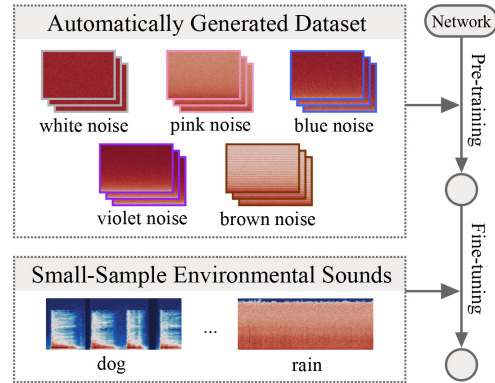 Automatically Generated Dataset
white noise
pink noise
blue noise
violet noise
brown noise
Small-Sample Environmental Sounds
dog
...
rain
Network
Pre-training
Fine-tuning